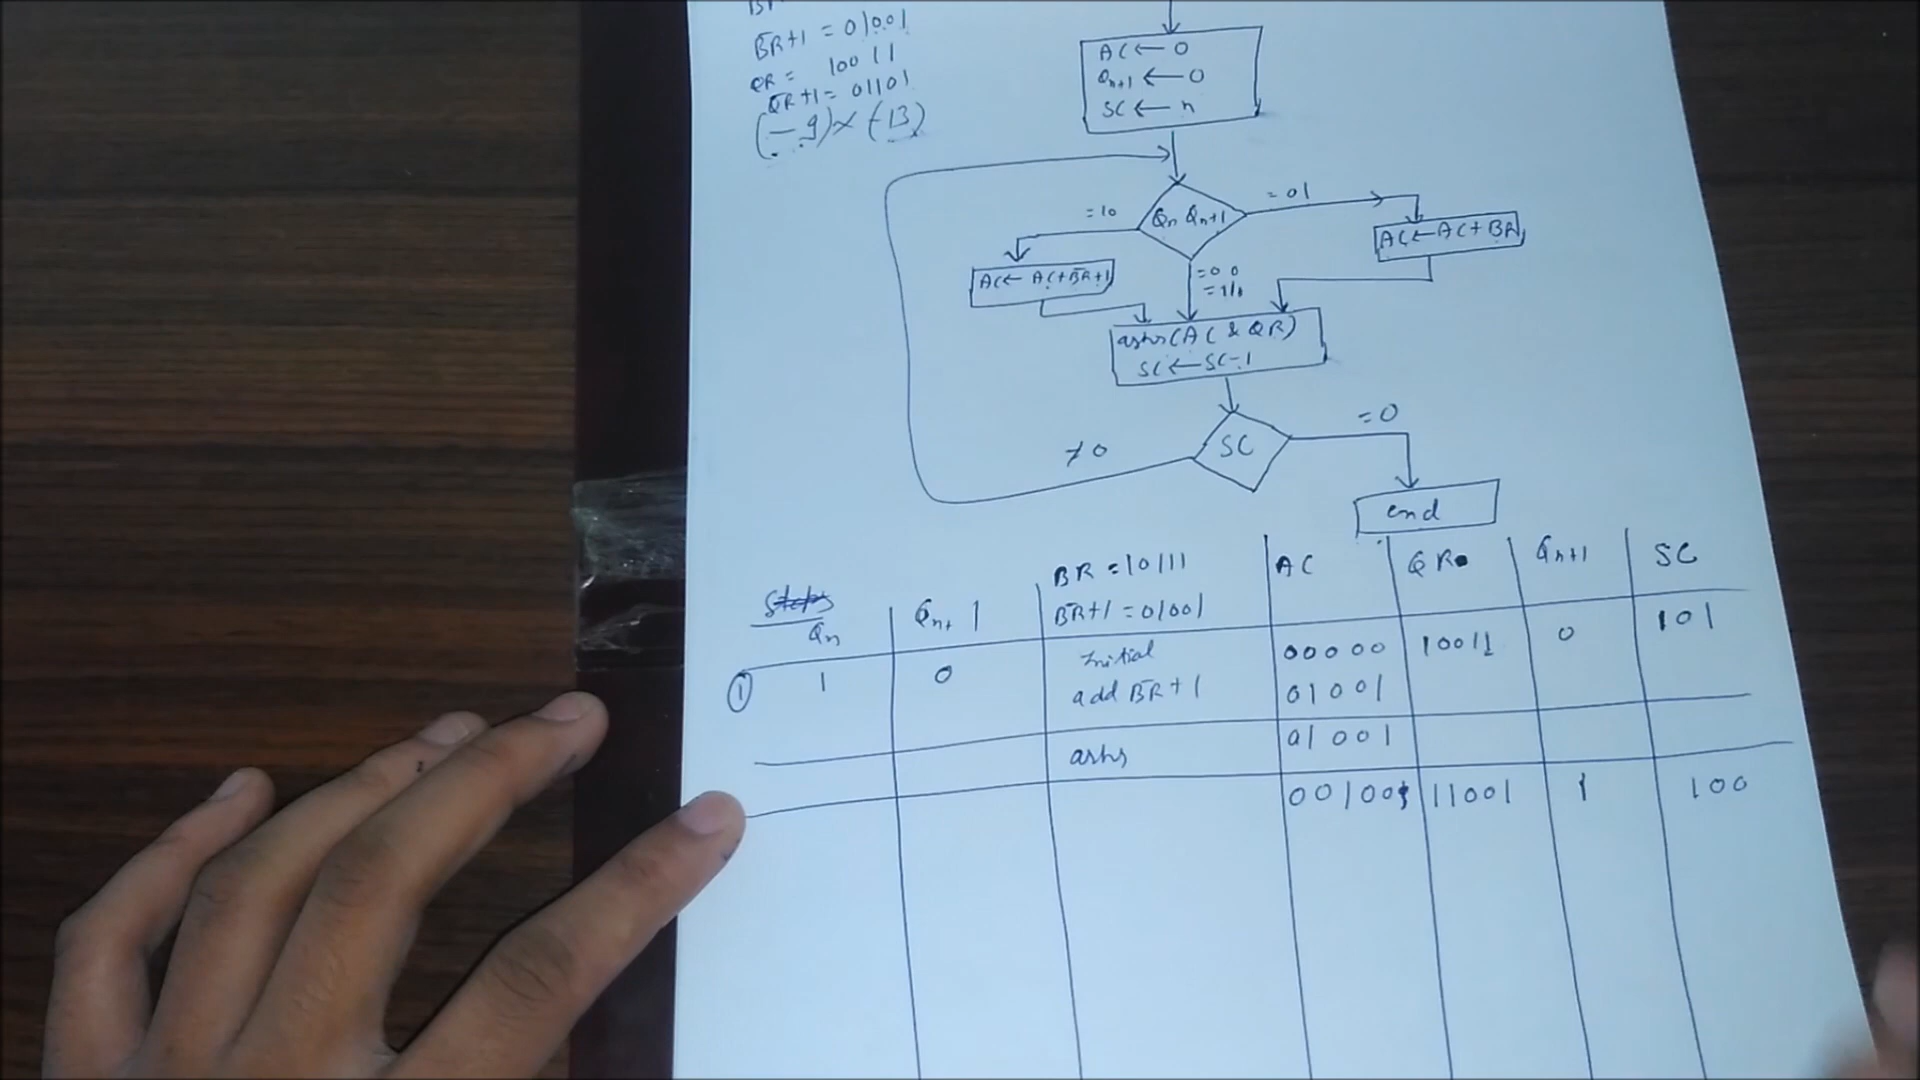 B̅R̅+1 = 01001
QR = 10011
Q̅R̅+1 = 01101
(-9)×(-13)
AC ← 0
Qn+1 ← 0
SC ← n
Qn Qn+1
=10
=01
AC ← AC+B̅R̅+1
AC ← AC+BR
=00
=11
ashr(AC & QR)
SC ← SC-1
SC
≠0
=0
end
Steps
Qn
Qn+1
BR = 10111
B̅R̅+1 = 01001
AC
QR
Qn+1
SC
Initial
00000
10011
0
101
① 1 0 add B̅R̅+1 01001
01001
ashr
00100 11001 1 100